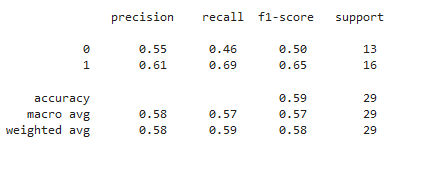 precision recall f1-score support
0 0.55 0.46 0.50 13
1 0.61 0.69 0.65 16
accuracy 0.59 29
macro avg 0.58 0.57 0.57 29
weighted avg 0.58 0.59 0.58 29